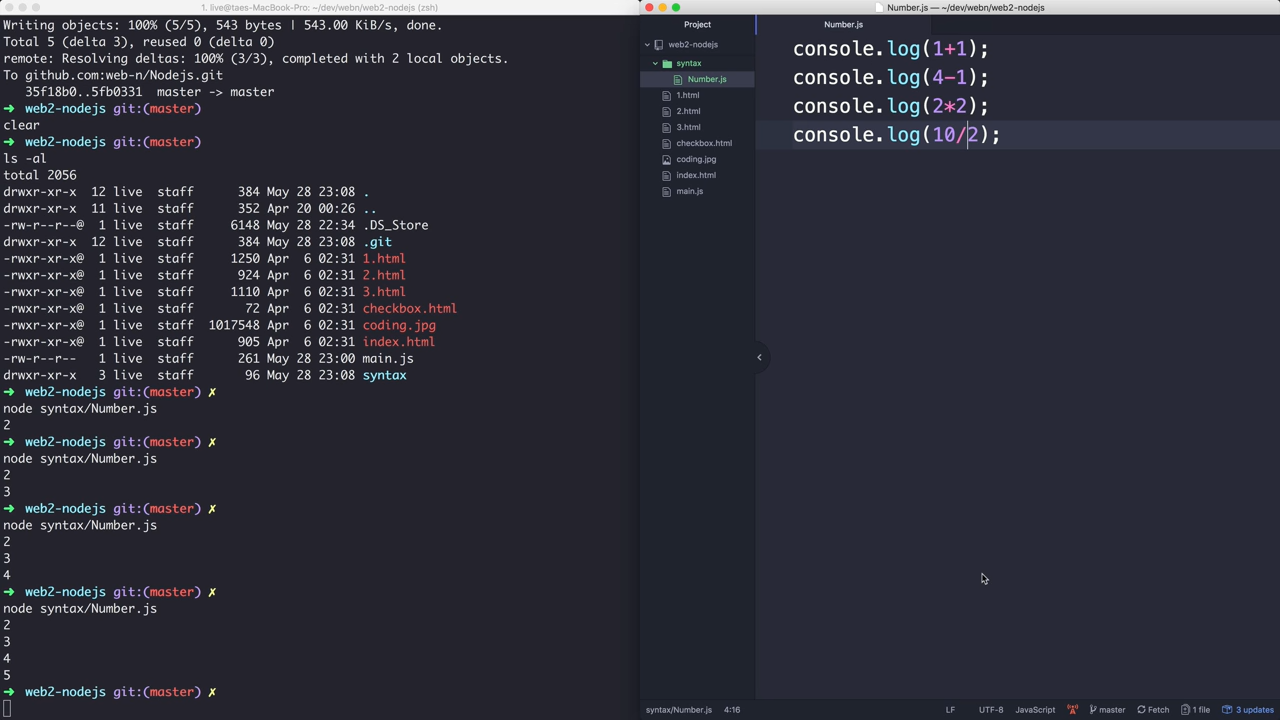 1. live@taes-MacBook-Pro: ~/dev/webn/web2-nodejs (zsh)
Writing objects: 100% (5/5), 543 bytes | 543.00 KiB/s, done.
Total 5 (delta 3), reused 0 (delta 0)
remote: Resolving deltas: 100% (3/3), completed with 2 local objects.
To github.com:web-n/Nodejs.git
   35f18b0..5fb0331  master -> master
➜  web2-nodejs git:(master)
clear
➜  web2-nodejs git:(master)
ls -al
total 2056
drwxr-xr-x  12 live  staff      384 May 28 23:08 .
drwxr-xr-x  11 live  staff      352 Apr 20 00:26 ..
-rw-r--r--@  1 live  staff     6148 May 28 22:34 .DS_Store
drwxr-xr-x  12 live  staff      384 May 28 23:08 .git
-rwxr-xr-x@  1 live  staff     1250 Apr  6 02:31 1.html
-rwxr-xr-x@  1 live  staff      924 Apr  6 02:31 2.html
-rwxr-xr-x@  1 live  staff     1110 Apr  6 02:31 3.html
-rwxr-xr-x@  1 live  staff       72 Apr  6 02:31 checkbox.html
-rwxr-xr-x@  1 live  staff  1017548 Apr  6 02:31 coding.jpg
-rwxr-xr-x@  1 live  staff      905 Apr  6 02:31 index.html
-rw-r--r--   1 live  staff      261 May 28 23:00 main.js
drwxr-xr-x   3 live  staff       96 May 28 23:08 syntax
➜  web2-nodejs git:(master) ✗
node syntax/Number.js
2
➜  web2-nodejs git:(master) ✗
node syntax/Number.js
2
3
➜  web2-nodejs git:(master) ✗
node syntax/Number.js
2
3
4
➜  web2-nodejs git:(master) ✗
node syntax/Number.js
2
3
4
5
➜  web2-nodejs git:(master) ✗
Number.js — ~/dev/webn/web2-nodejs
Project
web2-nodejs
syntax
Number.js
1.html
2.html
3.html
checkbox.html
coding.jpg
index.html
main.js
Number.js
console.log(1+1);
console.log(4-1);
console.log(2*2);
console.log(10/2);
syntax/Number.js 4:16 LF UTF-8 JavaScript master Fetch 1 file 3 updates